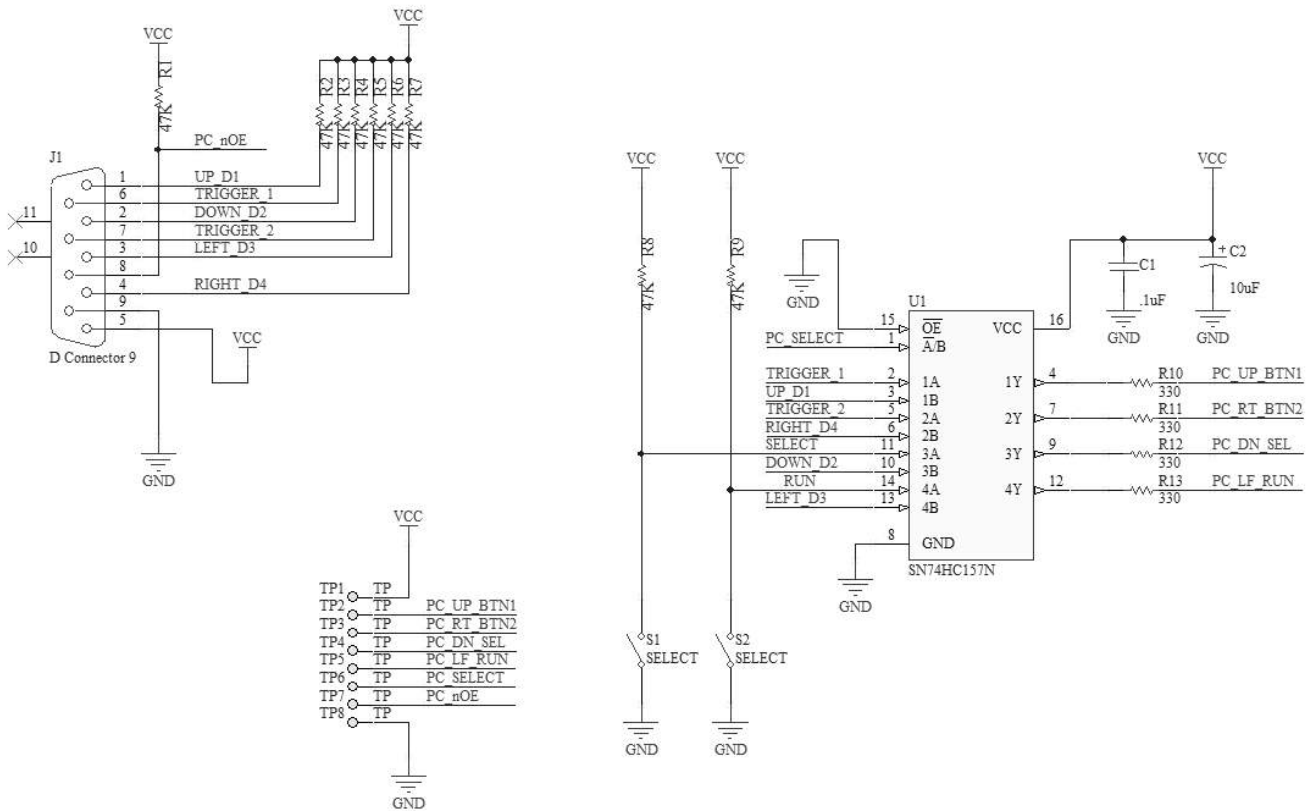 VCC
R1
47K
PC_nOE
VCC
R2
R3
R4
R5
R6
R7
47K
47K
47K
47K
47K
47K
J1
1 UP_D1
6 TRIGGER_1
2 DOWN_D2
7 TRIGGER_2
3 LEFT_D3
8
4 RIGHT_D4
9
5
11
10
D Connector 9
VCC
GND
VCC
TP1 TP
TP2 TP PC_UP_BTN1
TP3 TP PC_RT_BTN2
TP4 TP PC_DN_SEL
TP5 TP PC_LF_RUN
TP6 TP PC_SELECT
TP7 TP PC_nOE
TP8 TP
GND
VCC
R8
47K
VCC
R9
47K
S1
SELECT
GND
S2
SELECT
GND
GND
VCC
C1
.1uF
GND
+ C2
10uF
GND
U1
15 OE
PC_SELECT 1 A/B
TRIGGER_1 2 1A
UP_D1 3 1B
TRIGGER_2 5 2A
RIGHT_D4 6 2B
SELECT 11 3A
DOWN_D2 10 3B
RUN 14 4A
LEFT_D3 13 4B
8 GND
GND
SN74HC157N
VCC 16
1Y 4 R10 330 PC_UP_BTN1
2Y 7 R11 330 PC_RT_BTN2
3Y 9 R12 330 PC_DN_SEL
4Y 12 R13 330 PC_LF_RUN